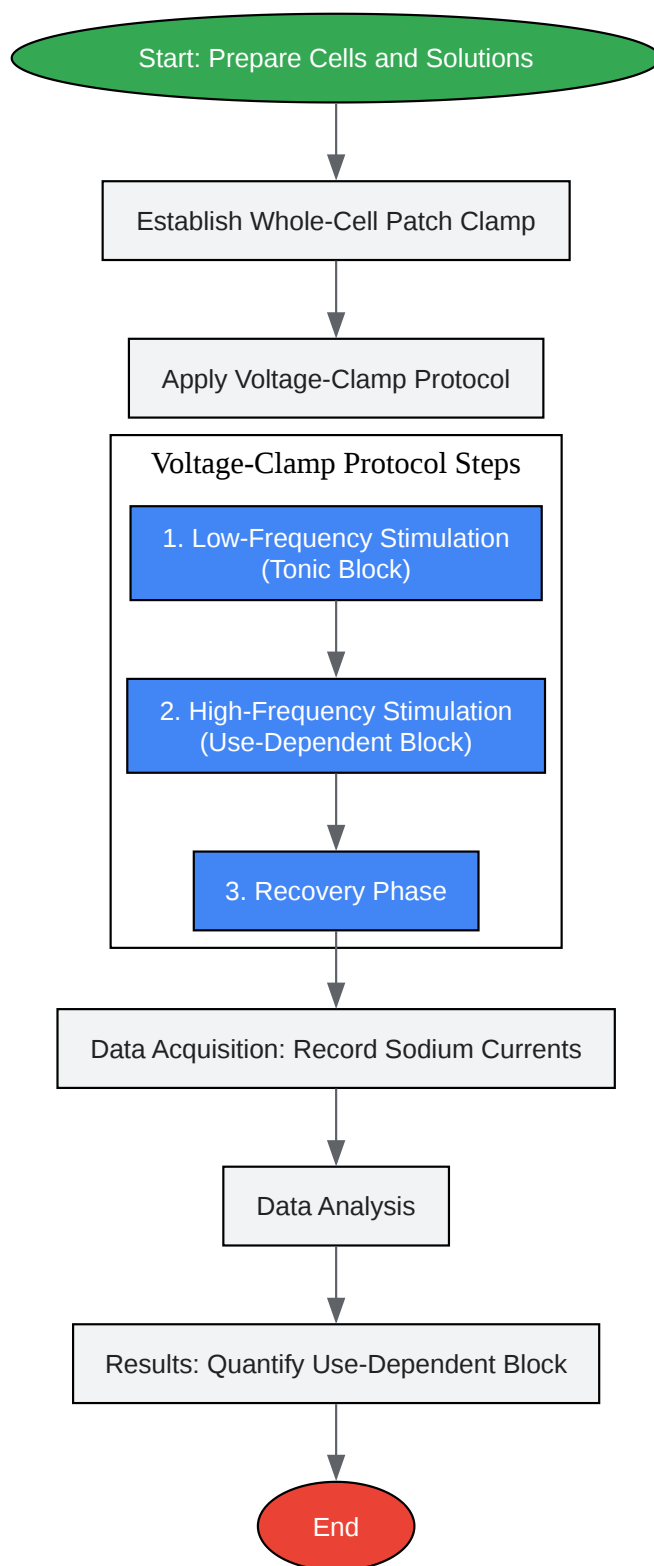 Start: Prepare Cells and Solutions
Establish Whole-Cell Patch Clamp
Apply Voltage-Clamp Protocol
Voltage-Clamp Protocol Steps
1. Low-Frequency Stimulation
(Tonic Block)
2. High-Frequency Stimulation
(Use-Dependent Block)
3. Recovery Phase
Data Acquisition: Record Sodium Currents
Data Analysis
Results: Quantify Use-Dependent Block
End